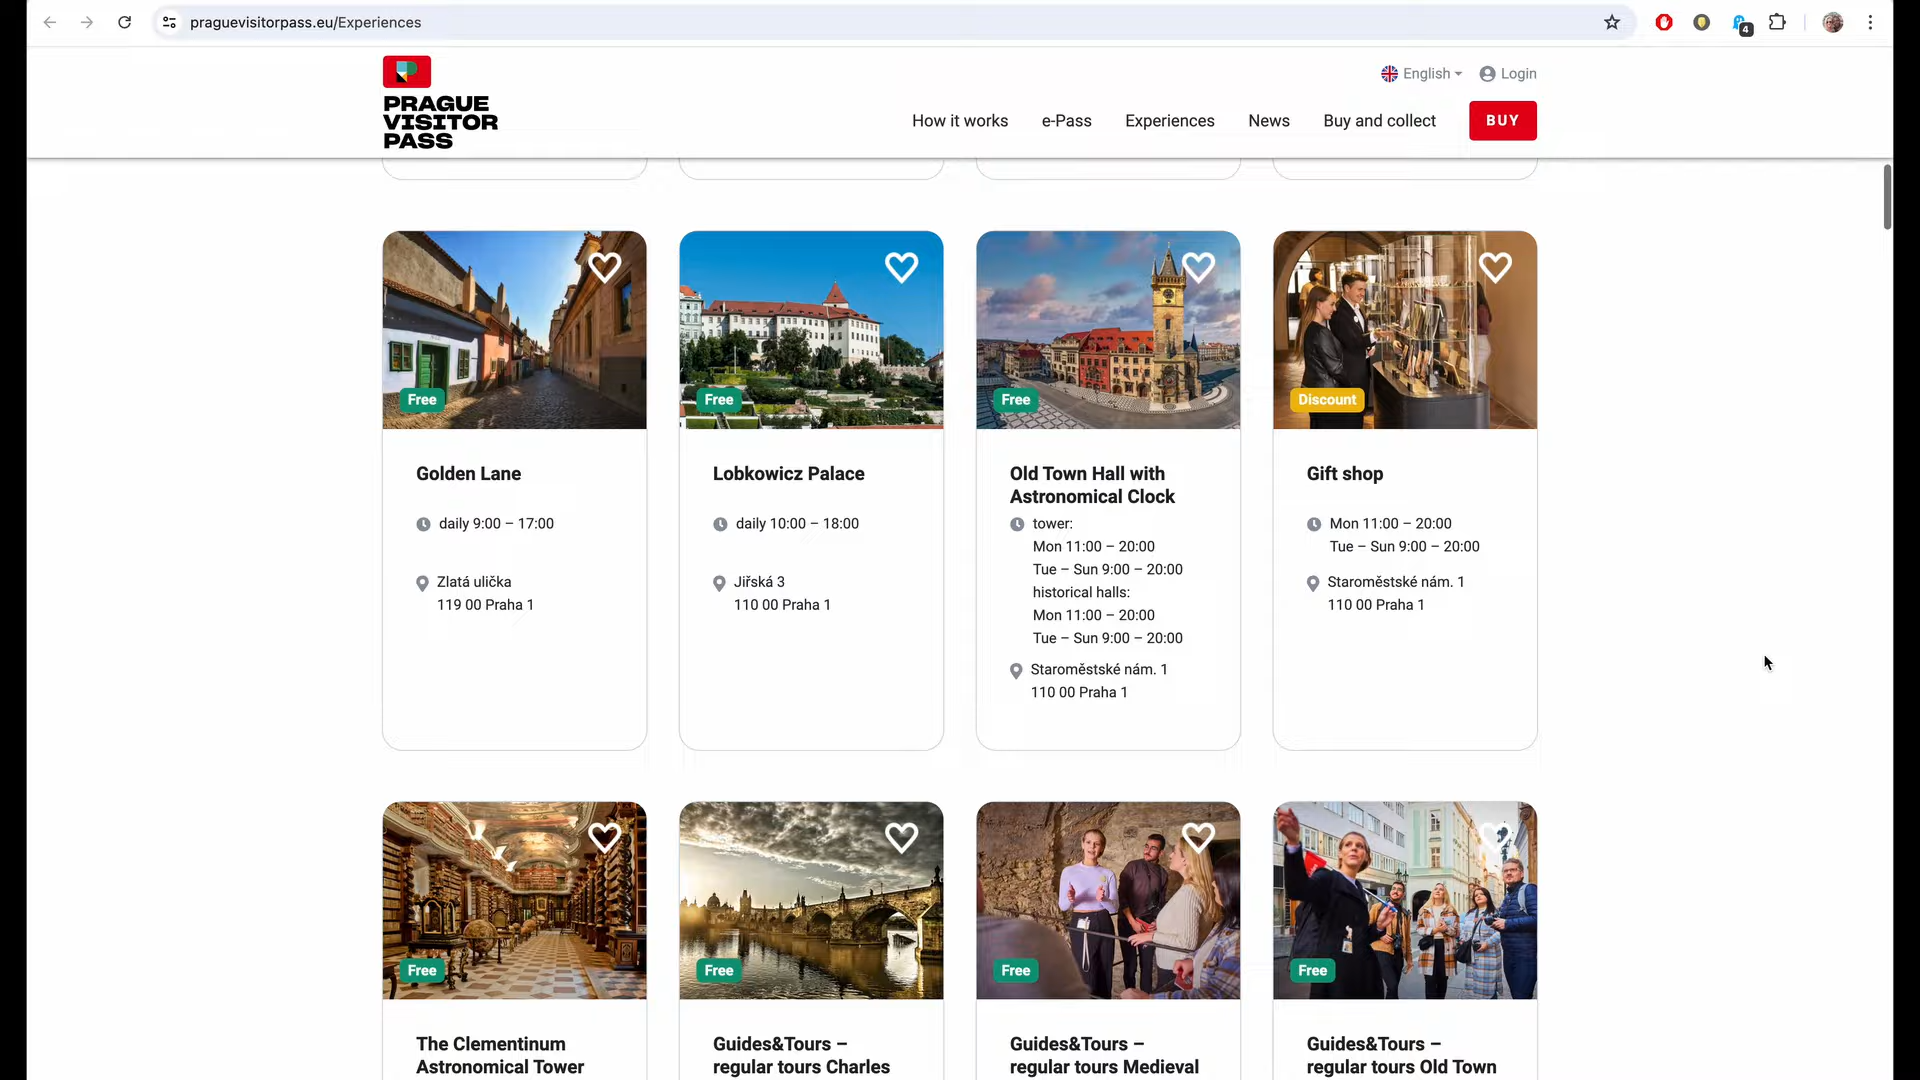 praguevisitorpass.eu/Experiences
4
English
Login
PRAGUE
VISITOR
PASS
How it works
e-Pass
Experiences
News
Buy and collect
BUY
Free
Free
Free
Discount
Golden Lane
daily 9:00 – 17:00
Zlatá ulička
119 00 Praha 1
Lobkowicz Palace
daily 10:00 – 18:00
Jiřská 3
110 00 Praha 1
Old Town Hall with
Astronomical Clock
tower:
Mon 11:00 – 20:00
Tue – Sun 9:00 – 20:00
historical halls:
Mon 11:00 – 20:00
Tue – Sun 9:00 – 20:00
Staroměstské nám. 1
110 00 Praha 1
Gift shop
Mon 11:00 – 20:00
Tue – Sun 9:00 – 20:00
Staroměstské nám. 1
110 00 Praha 1
Free
Free
Free
Free
The Clementinum
Astronomical Tower
Guides&Tours –
regular tours Charles
Guides&Tours –
regular tours Medieval
Guides&Tours –
regular tours Old Town